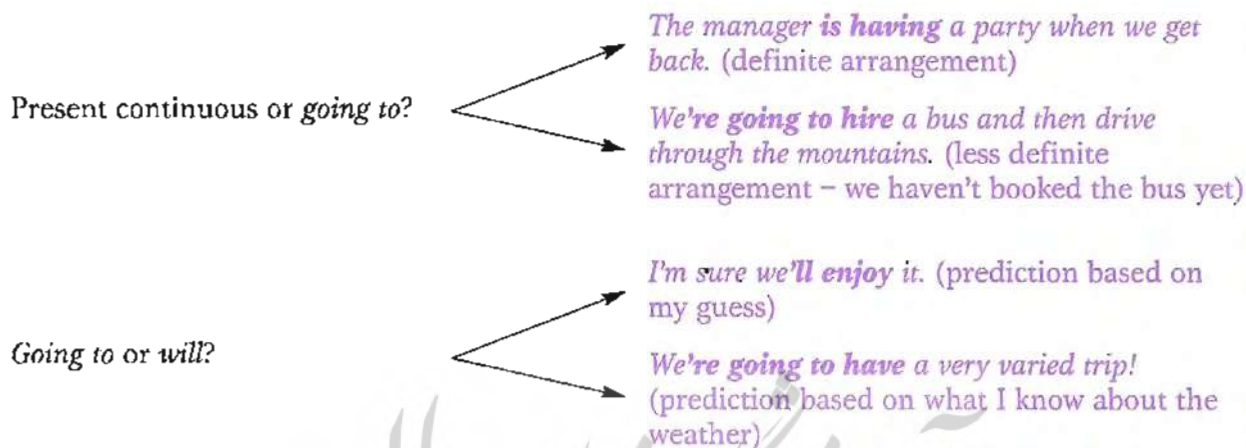 The manager is having a party when we get
back. (definite arrangement)
Present continuous or going to?
We're going to hire a bus and then drive
through the mountains. (less definite
arrangement – we haven't booked the bus yet)
I'm sure we'll enjoy it. (prediction based on
my guess)
Going to or will?
We're going to have a very varied trip!
(prediction based on what I know about the
weather)